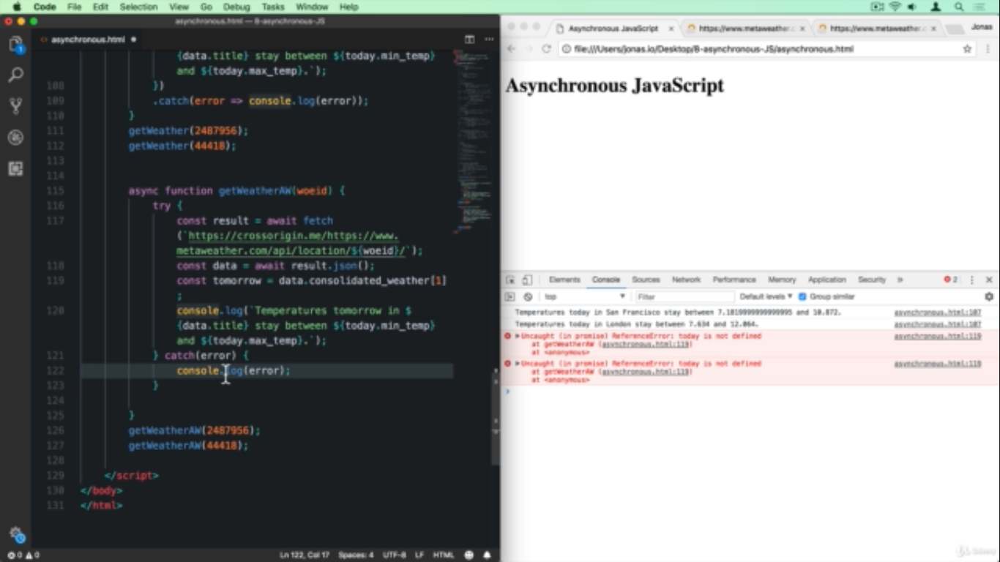 Code File Edit Selection View Go Debug Tasks Window Help
asynchronous.html — 8-asynchronous-JS
asynchronous.html
{data.title} stay between ${today.min_temp}
and ${today.max_temp}.`);
108 })
109 .catch(error => console.log(error));
110 }
111 getWeather(2487956);
112 getWeather(44418);
113
114
115 async function getWeatherAW(woeid) {
116 try {
117 const result = await fetch
(`https://crossorigin.me/https://www.
metaweather.com/api/location/${woeid}/`);
118 const data = await result.json();
119 const tomorrow = data.consolidated_weather[1]
;
120 console.log(`Temperatures tomorrow in $
{data.title} stay between ${today.min_temp}
and ${today.max_temp}.`);
121 } catch(error) {
122 console.log(error);
123 }
124
125 }
126 getWeatherAW(2487956);
127 getWeatherAW(44418);
128
129 </script>
130 </body>
131 </html>
1
0 0 Ln 122, Col 17 Spaces: 4 UTF-8 LF HTML
Asynchronous JavaScript × https://www.metaweather. × https://www.metaweather. × Jonas
file:///Users/jonas.io/Desktop/8-asynchronous-JS/asynchronous.html
Asynchronous JavaScript
Elements Console Sources Network Performance Memory Application Security » 2
top Filter Default levels ▼ Group similar
Temperatures today in San Francisco stay between 7.1819999999999995 and 10.872. asynchronous.html:107
Temperatures today in London stay between 7.634 and 12.064. asynchronous.html:107
Uncaught (in promise) ReferenceError: today is not defined asynchronous.html:119
at getWeatherAW (asynchronous.html:119)
at <anonymous>
Uncaught (in promise) ReferenceError: today is not defined asynchronous.html:119
at getWeatherAW (asynchronous.html:119)
at <anonymous>
Udemy